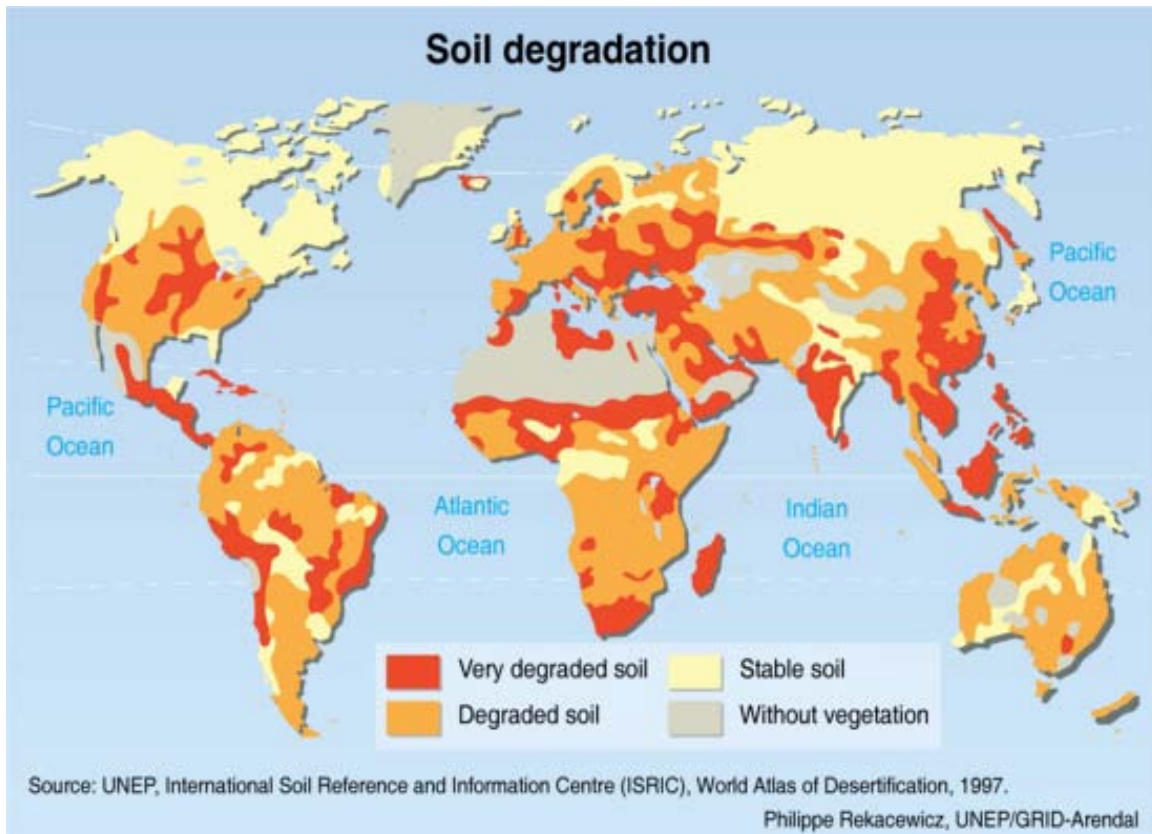 Soil degradation
Pacific
Ocean
Pacific
Ocean
Atlantic
Ocean
Indian
Ocean
Very degraded soil
Stable soil
Degraded soil
Without vegetation
Source: UNEP, International Soil Reference and Information Centre (ISRIC), World Atlas of Desertification, 1997.
Philippe Rekacewicz, UNEP/GRID-Arendal